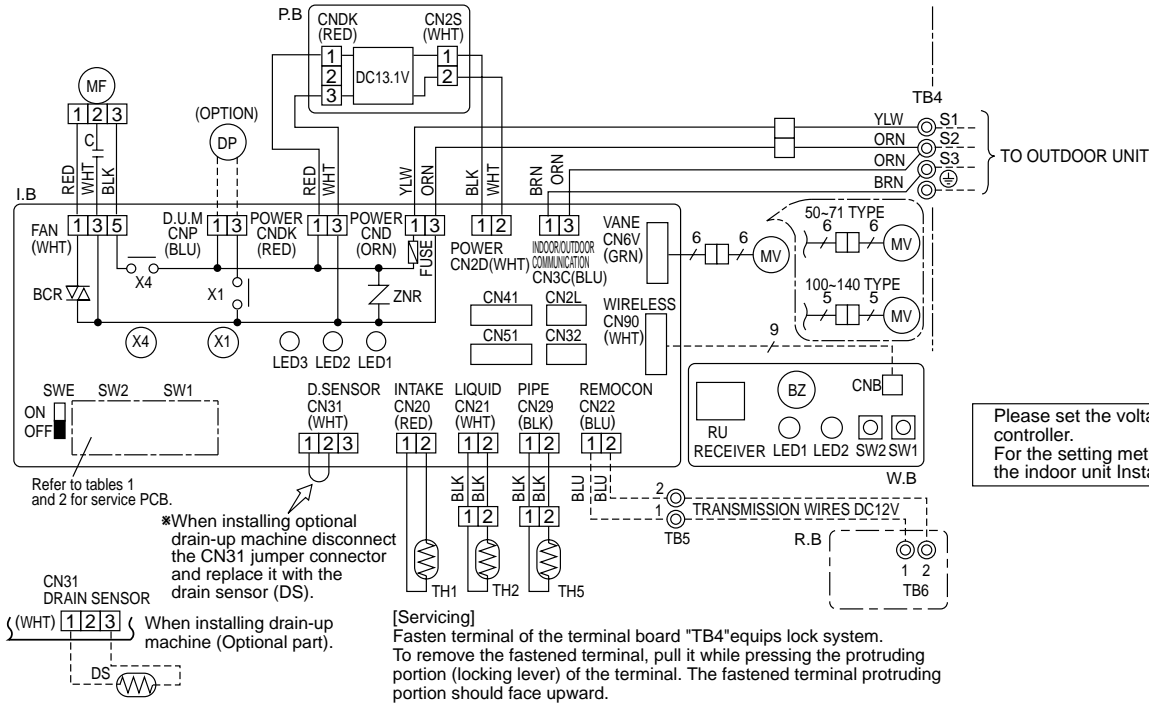 P.B
CNDK
(RED)
CN2S
(WHT)
1
2
3
DC13.1V
1
2
MF
1 2 3
C
RED
WHT
BLK
(OPTION)
DP
RED
WHT
YLW
ORN
BLK
WHT
BRN
ORN
TB4
YLW
S1
ORN
S2
ORN
S3
BRN
TO OUTDOOR UNIT
I.B
FAN
(WHT)
1 3 5
D.U.M
CNP
(BLU)
1 3
POWER
CNDK
(RED)
1 3
POWER
CND
(ORN)
1 3
FUSE
1 2
POWER
CN2D(WHT)
1 3
INDOOR/OUTDOOR
COMMUNICATION
CN3C(BLU)
VANE
CN6V
(GRN)
6 6
MV
50~71 TYPE
6 6
MV
100~140 TYPE
5 5
MV
BCR
X4
X1
ZNR
X4
X1
LED3 LED2 LED1
CN41
CN2L
CN51
CN32
WIRELESS
CN90
(WHT)
9
SWE
ON
OFF
SW2
SW1
Refer to tables 1
and 2 for service PCB.
D.SENSOR
CN31
(WHT)
1 2 3
INTAKE
CN20
(RED)
1 2
LIQUID
CN21
(WHT)
1 2
PIPE
CN29
(BLK)
1 2
REMOCON
CN22
(BLU)
1 2
RU
RECEIVER
BZ
CNB
LED1 LED2 SW2 SW1
W.B
Please set the volta
controller.
For the setting met
the indoor unit Insta
BLK
BLK
1 2
BLK
BLK
1 2
BLU
BLU
TH1
TH2
TH5
2
1
TB5
TRANSMISSION WIRES DC12V
R.B
1 2
TB6
※When installing optional
drain-up machine disconnect
the CN31 jumper connector
and replace it with the
drain sensor (DS).
CN31
DRAIN SENSOR
(WHT) 1 2 3
DS
When installing drain-up
machine (Optional part).
[Servicing]
Fasten terminal of the terminal board "TB4"equips lock system.
To remove the fastened terminal, pull it while pressing the protruding
portion (locking lever) of the terminal. The fastened terminal protruding
portion should face upward.